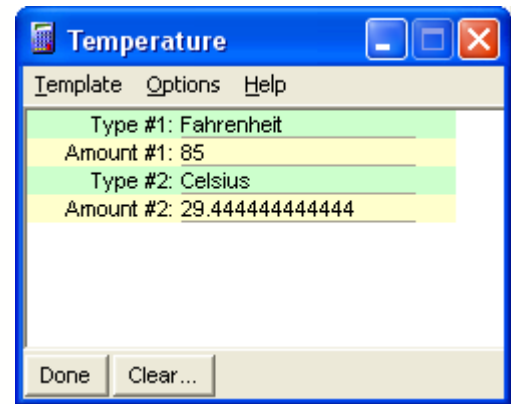 Temperature
Template Options Help
Type #1: Fahrenheit
Amount #1: 85
Type #2: Celsius
Amount #2: 29.444444444444
Done Clear...